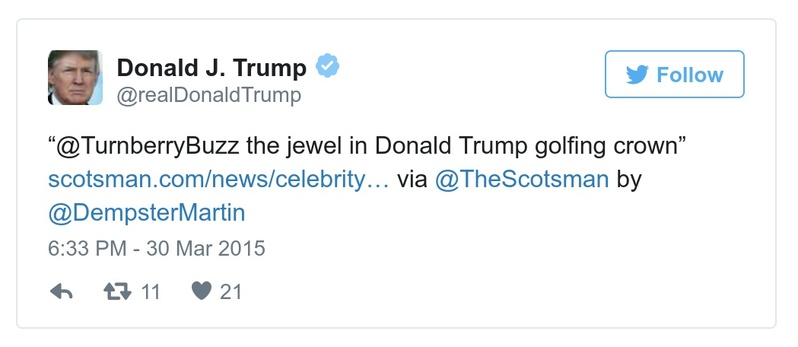 Donald J. Trump
@realDonaldTrump
Follow
“@TurnberryBuzz the jewel in Donald Trump golfing crown”
scotsman.com/news/celebrity… via @TheScotsman by
@DempsterMartin
6:33 PM - 30 Mar 2015
11 21